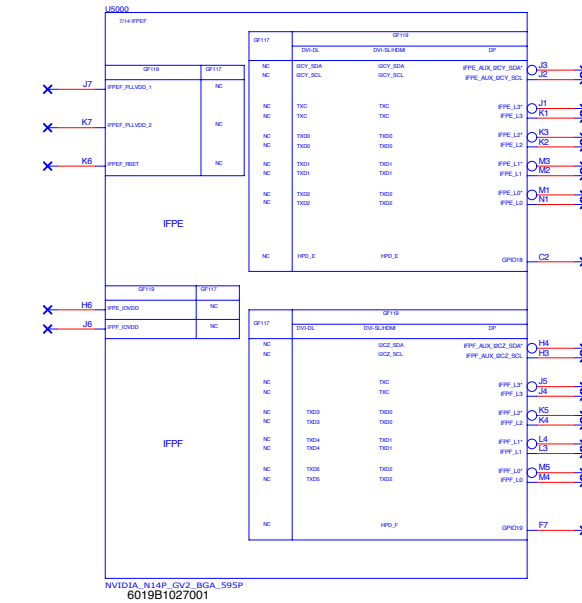 U5000
7/14 IFPEF
GF117 GF119
DVI-DL DVI-SL/HDMI DP
NC I2CY_SDA I2CY_SDA IFPE_AUX_I2CY_SDA* J3
NC I2CY_SCL I2CY_SCL IFPE_AUX_I2CY_SCL J2
GF119 GF117
J7 IFPEF_PLLVDD_1 NC
NC TXC TXC IFPE_L3* J1
NC TXC TXC IFPE_L3 K1
K7 IFPEF_PLLVDD_2 NC
NC TXD0 TXD0 IFPE_L2* K3
NC TXD0 TXD0 IFPE_L2 K2
K6 IFPEF_RSET NC
NC TXD1 TXD1 IFPE_L1* M3
NC TXD1 TXD1 IFPE_L1 M2
NC TXD2 TXD2 IFPE_L0* M1
NC TXD2 TXD2 IFPE_L0 N1
IFPE
NC HPD_E HPD_E GPIO18 C2
GF119 GF117
H6 IFPE_IOVDD NC
J6 IFPF_IOVDD NC
GF117 GF119
DVI-DL DVI-SL/HDMI DP
NC I2CZ_SDA IFPF_AUX_I2CZ_SDA* H4
NC I2CZ_SCL IFPF_AUX_I2CZ_SCL H3
NC TXC IFPF_L3* J5
NC TXC IFPF_L3 J4
NC TXD3 TXD0 IFPF_L2* K5
NC TXD3 TXD0 IFPF_L2 K4
IFPF
NC TXD4 TXD1 IFPF_L1* L4
NC TXD4 TXD1 IFPF_L1 L3
NC TXD5 TXD2 IFPF_L0* M5
NC TXD5 TXD2 IFPF_L0 M4
NC HPD_F GPIO19 F7
NVIDIA_N14P_GV2_BGA_595P
6019B1027001